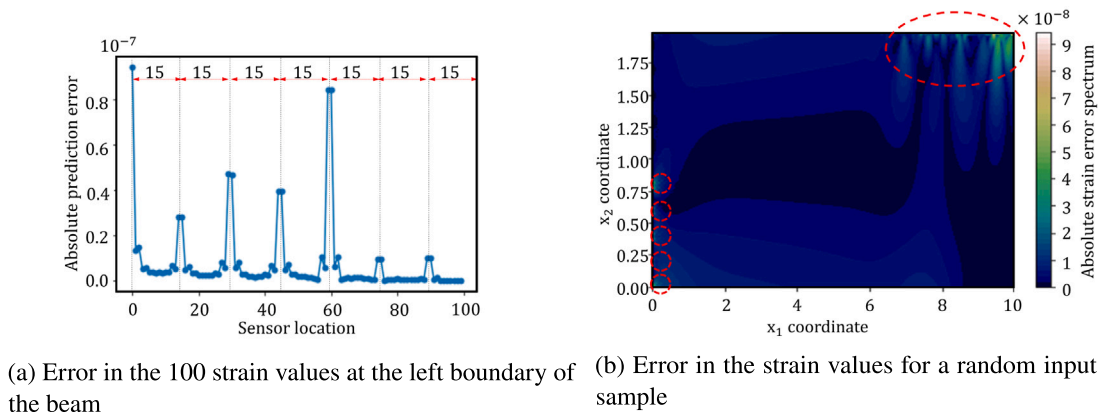 10⁻⁷
15 15 15 15 15 15 15
Absolute prediction error
0.8
0.6
0.4
0.2
0.0
0 20 40 60 80 100
Sensor location
(a) Error in the 100 strain values at the left boundary of
the beam
× 10⁻⁸
x₂ coordinate
1.75
1.50
1.25
1.00
0.75
0.50
0.25
0.00
0 2 4 6 8 10
x₁ coordinate
9
8
7
6
5
4
3
2
1
0
Absolute strain error spectrum
(b) Error in the strain values for a random input
sample